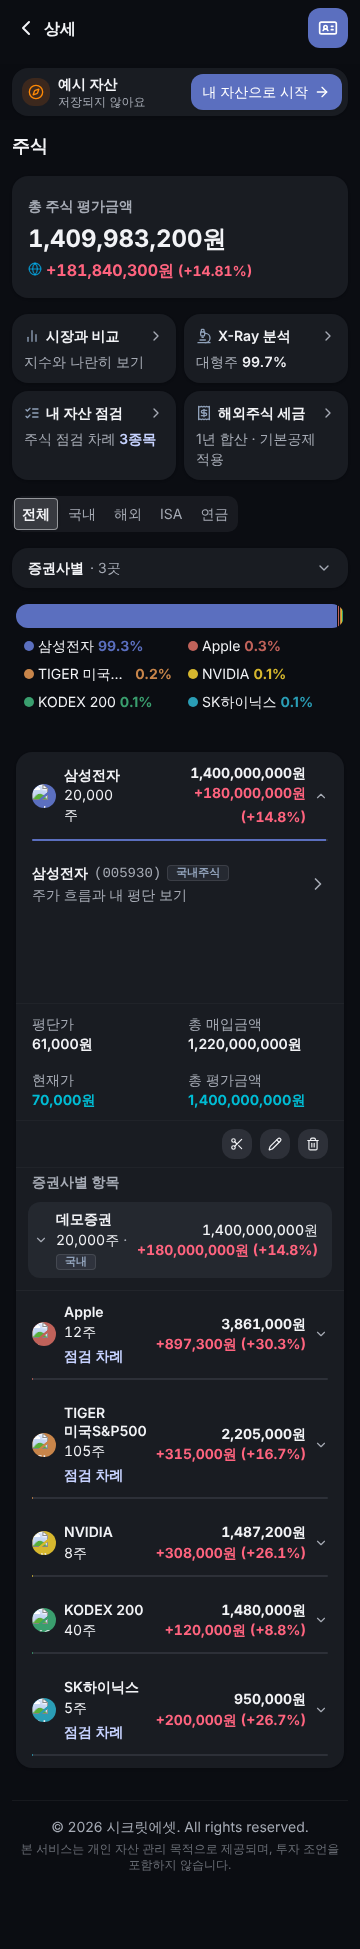 상세
예시 자산
저장되지 않아요
내 자산으로 시작
주식
총 주식 평가금액
1,409,983,200원
+181,840,300원 (+14.81%)
시장과 비교
지수와 나란히 보기
X-Ray 분석
대형주 99.7%
내 자산 점검
주식 점검 차례 3종목
해외주식 세금
1년 합산 · 기본공제
적용
전체 국내 해외 ISA 연금
증권사별 · 3곳
삼성전자 99.3% Apple 0.3%
TIGER 미국... 0.2% NVIDIA 0.1%
KODEX 200 0.1% SK하이닉스 0.1%
삼성전자
20,000
주
1,400,000,000원
+180,000,000원
(+14.8%)
삼성전자 (005930) 국내주식
주가 흐름과 내 평단 보기
평단가 총 매입금액
61,000원 1,220,000,000원
현재가 총 평가금액
70,000원 1,400,000,000원
증권사별 항목
데모증권
20,000주 ·
국내
1,400,000,000원
+180,000,000원 (+14.8%)
Apple
12주
점검 차례
3,861,000원
+897,300원 (+30.3%)
TIGER
미국S&P500
105주
점검 차례
2,205,000원
+315,000원 (+16.7%)
NVIDIA
8주
1,487,200원
+308,000원 (+26.1%)
KODEX 200
40주
1,480,000원
+120,000원 (+8.8%)
SK하이닉스
5주
점검 차례
950,000원
+200,000원 (+26.7%)
© 2026 시크릿에셋. All rights reserved.
본 서비스는 개인 자산 관리 목적으로 제공되며, 투자 조언을
포함하지 않습니다.